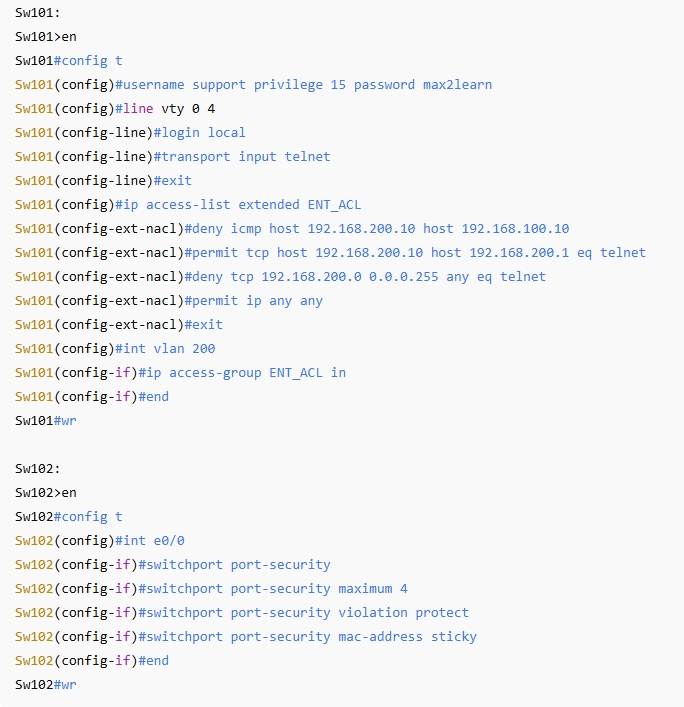 Sw101:
Sw101>en
Sw101#config t
Sw101(config)#username support privilege 15 password max2learn
Sw101(config)#line vty 0 4
Sw101(config-line)#login local
Sw101(config-line)#transport input telnet
Sw101(config-line)#exit
Sw101(config)#ip access-list extended ENT_ACL
Sw101(config-ext-nacl)#deny icmp host 192.168.200.10 host 192.168.100.10
Sw101(config-ext-nacl)#permit tcp host 192.168.200.10 host 192.168.200.1 eq telnet
Sw101(config-ext-nacl)#deny tcp 192.168.200.0 0.0.0.255 any eq telnet
Sw101(config-ext-nacl)#permit ip any any
Sw101(config-ext-nacl)#exit
Sw101(config)#int vlan 200
Sw101(config-if)#ip access-group ENT_ACL in
Sw101(config-if)#end
Sw101#wr
Sw102:
Sw102>en
Sw102#config t
Sw102(config)#int e0/0
Sw102(config-if)#switchport port-security
Sw102(config-if)#switchport port-security maximum 4
Sw102(config-if)#switchport port-security violation protect
Sw102(config-if)#switchport port-security mac-address sticky
Sw102(config-if)#end
Sw102#wr